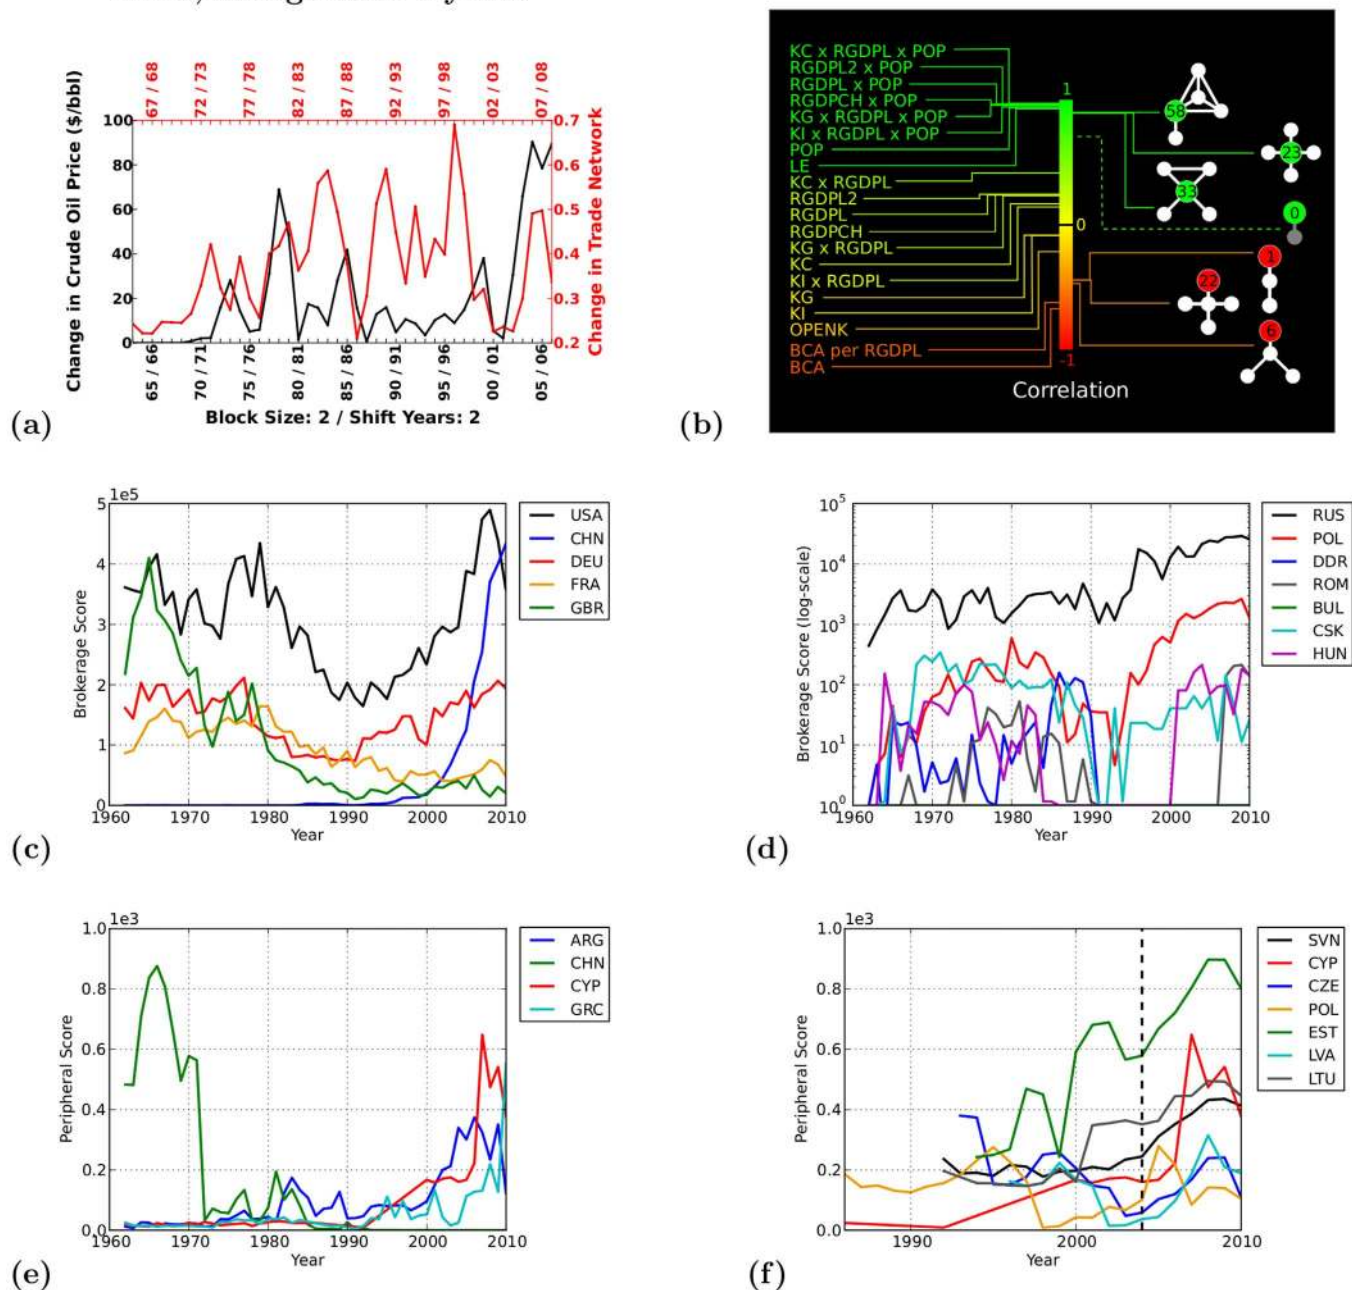 67 / 68
72 / 73
77 / 78
82 / 83
87 / 88
92 / 93
97 / 98
02 / 03
07 / 08
Change in Crude Oil Price ($/bbl)
100
80
60
40
20
0
0.7
0.6
0.5
0.4
0.3
0.2
Change in Trade Network
65 / 66
70 / 71
75 / 76
80 / 81
85 / 86
90 / 91
95 / 96
00 / 01
05 / 06
Block Size: 2 / Shift Years: 2
(a)
KC x RGDPL x POP
RGDPL2 x POP
RGDPL x POP
RGDPCH x POP
KG x RGDPL x POP
KI x RGDPL x POP
POP
LE
KC x RGDPL
RGDPL2
RGDPL
RGDPCH
KG x RGDPL
KC
KI x RGDPL
KG
KI
OPENK
BCA per RGDPL
BCA
1
0
-1
Correlation
58
23
33
0
1
22
6
(b)
1e5
5
4
3
2
1
0
Brokerage Score
1960 1970 1980 1990 2000 2010
Year
USA
CHN
DEU
FRA
GBR
(c)
10^5
10^4
10^3
10^2
10^1
10^0
Brokerage Score (log-scale)
1960 1970 1980 1990 2000 2010
Year
RUS
POL
DDR
ROM
BUL
CSK
HUN
(d)
1e3
1.0
0.8
0.6
0.4
0.2
0.0
Peripheral Score
1960 1970 1980 1990 2000 2010
Year
ARG
CHN
CYP
GRC
(e)
1e3
1.0
0.8
0.6
0.4
0.2
0.0
Peripheral Score
1990 2000 2010
Year
SVN
CYP
CZE
POL
EST
LVA
LTU
(f)